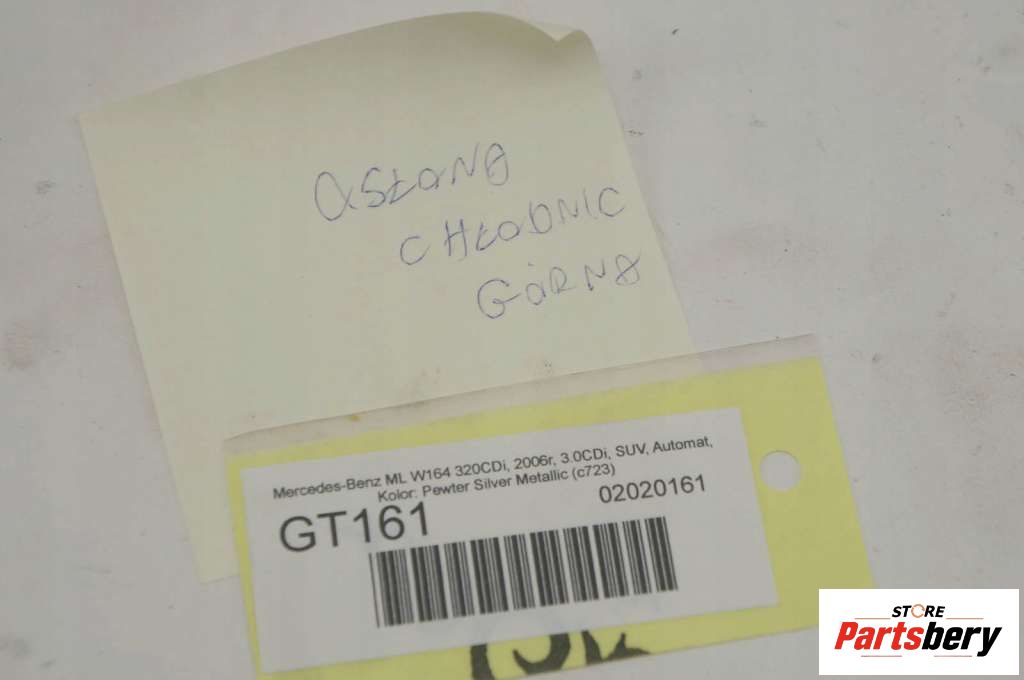 OSŁONA
CHŁODNIC
GÓRNA
Mercedes-Benz ML W164 320CDi, 2006r, 3.0CDi, SUV, Automat,
Kolor: Pewter Silver Metallic (c723)
GT161
02020161
STORE
Partsbery